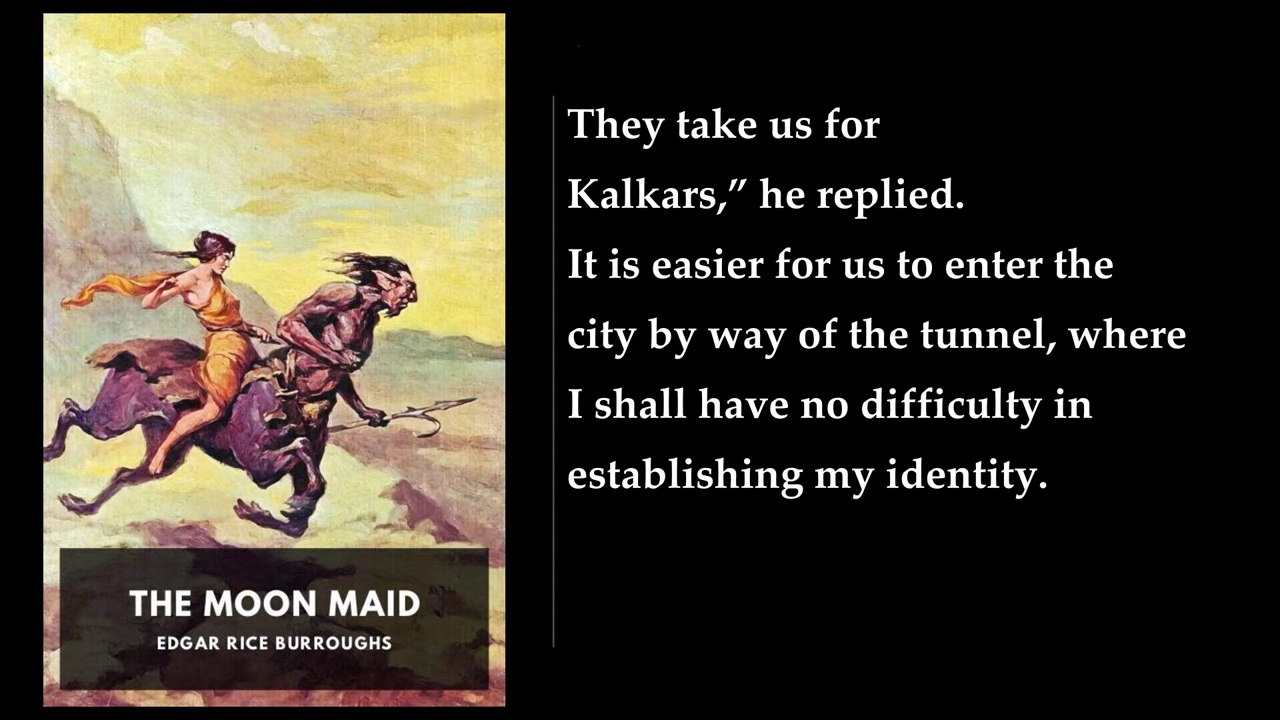 They take us for
Kalkars,” he replied.
It is easier for us to enter the
city by way of the tunnel, where
I shall have no difficulty in
establishing my identity.
THE MOON MAID
EDGAR RICE BURROUGHS